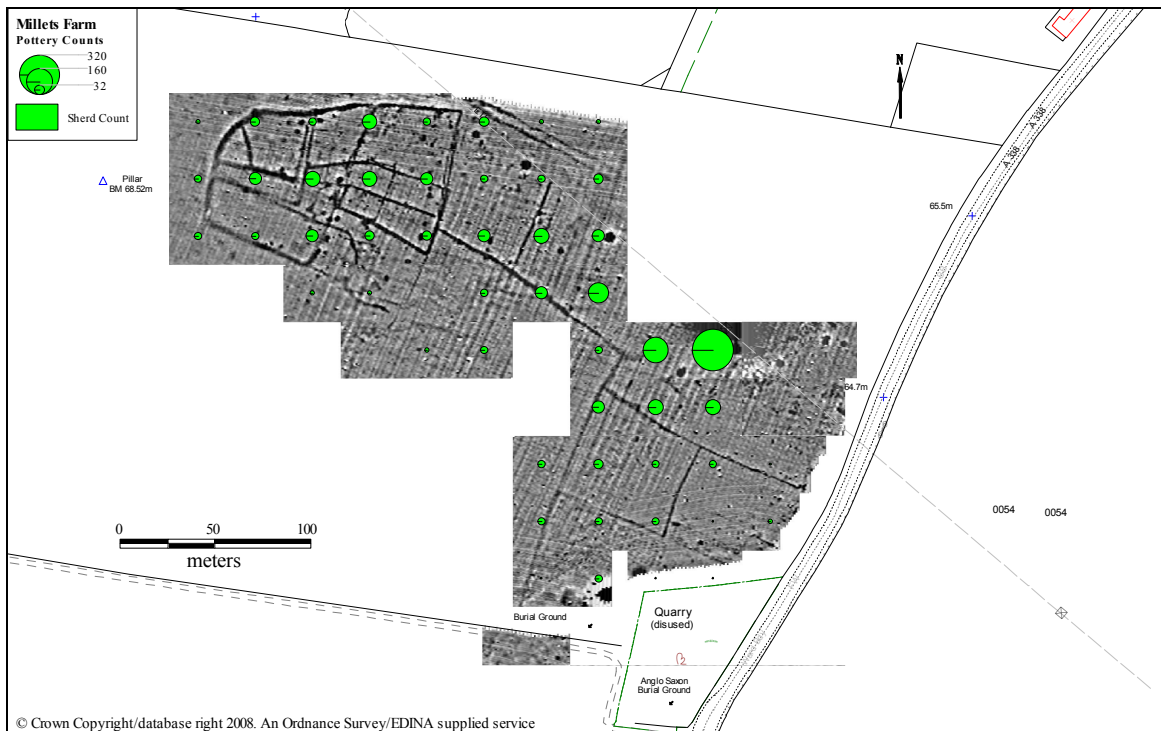 Millets Farm
Pottery Counts
320
160
32
Sherd Count
N
A 338
A 338
Pillar
BM 68.52m
65.5m
64.7m
0 50 100
meters
0054 0054
Burial Ground
Quarry
(disused)
Anglo Saxon
Burial Ground
© Crown Copyright/database right 2008. An Ordnance Survey/EDINA supplied service